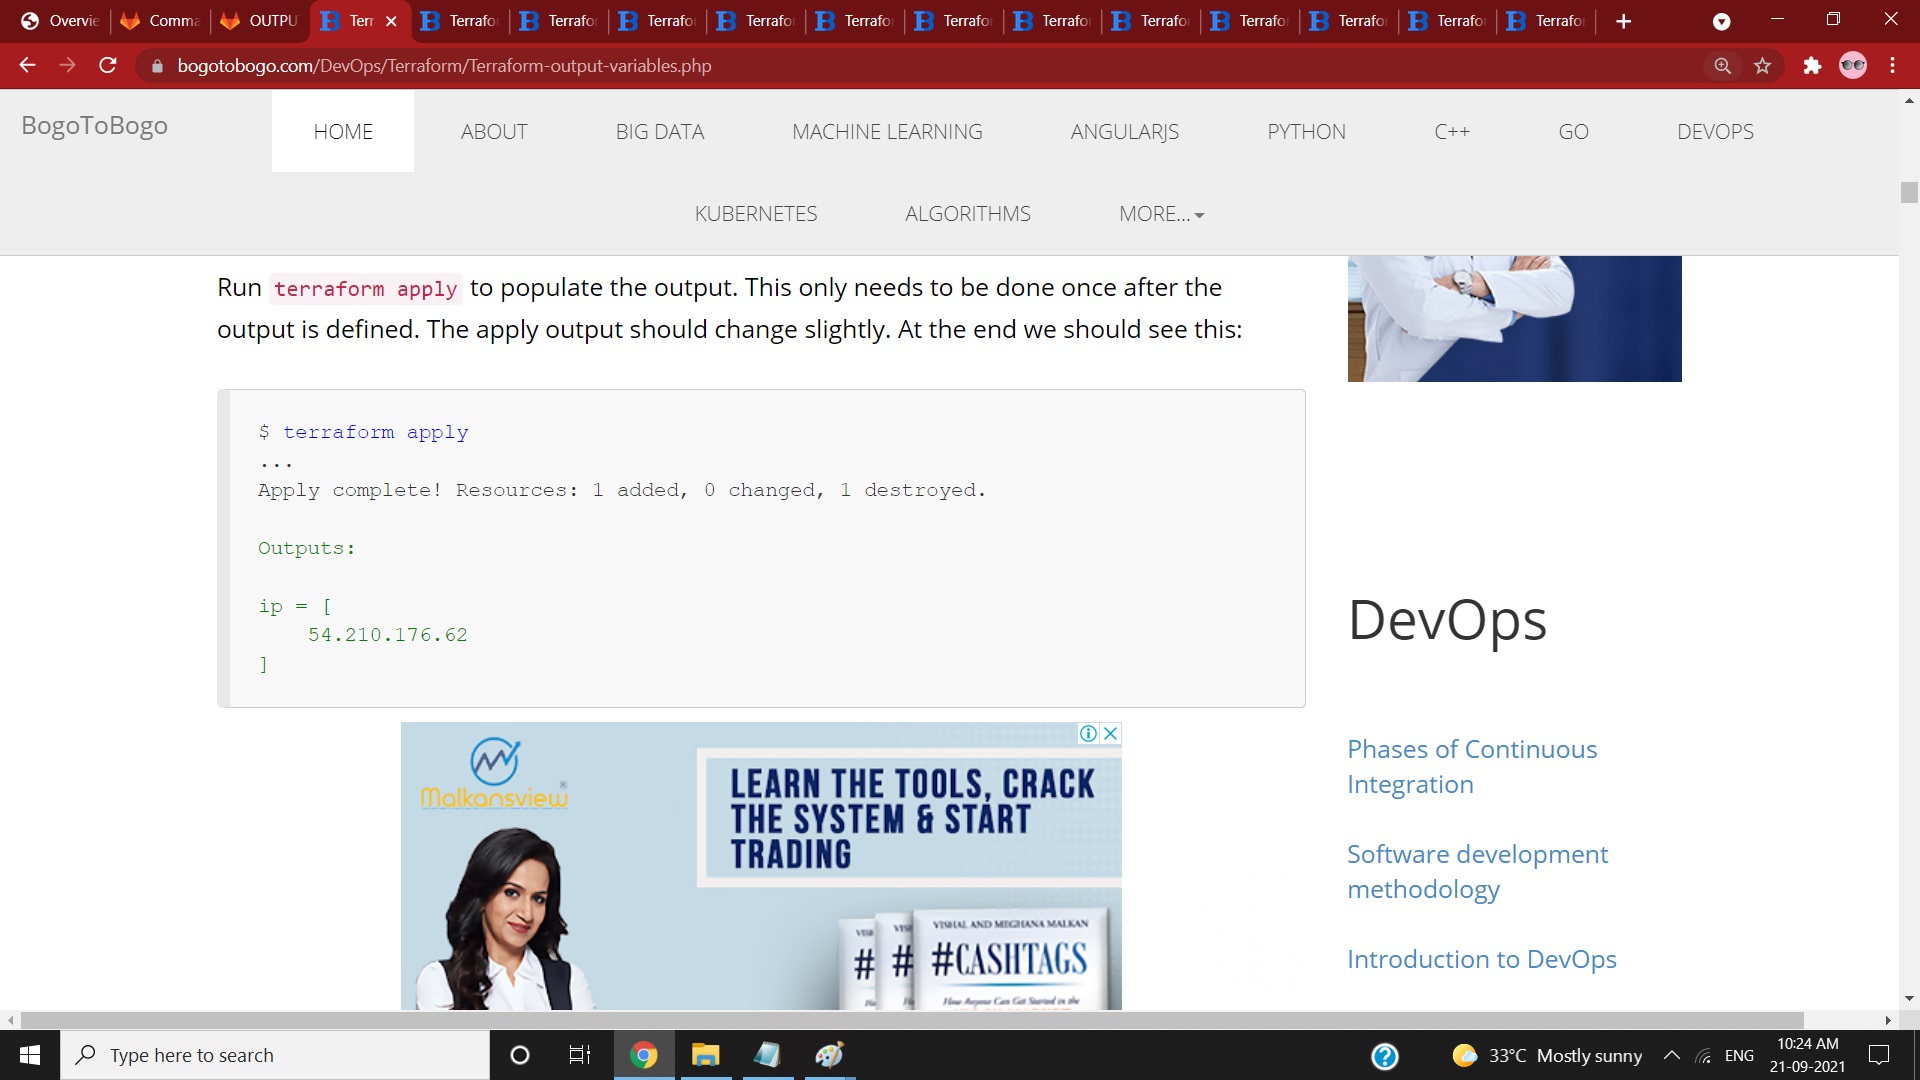 Overvie
Comma
OUTPU
Terr
Terrafo
Terrafo
Terrafo
Terrafo
Terrafo
Terrafo
Terrafo
Terrafo
Terrafo
Terrafo
Terrafo
Terrafo
bogotobogo.com/DevOps/Terraform/Terraform-output-variables.php
BogoToBogo
HOME
ABOUT
BIG DATA
MACHINE LEARNING
ANGULARJS
PYTHON
C++
GO
DEVOPS
KUBERNETES
ALGORITHMS
MORE...
Run terraform apply to populate the output. This only needs to be done once after the
output is defined. The apply output should change slightly. At the end we should see this:
$ terraform apply
...
Apply complete! Resources: 1 added, 0 changed, 1 destroyed.
Outputs:
ip = [
54.210.176.62
]
Malkansview®
LEARN THE TOOLS, CRACK
THE SYSTEM & START
TRADING
VISHAL AND MEGHANA MALKAN
# # #CASHTAGS
How Anyone Can Get Started in the
DevOps
Phases of Continuous
Integration
Software development
methodology
Introduction to DevOps
Type here to search
33°C Mostly sunny
ENG
10:24 AM
21-09-2021